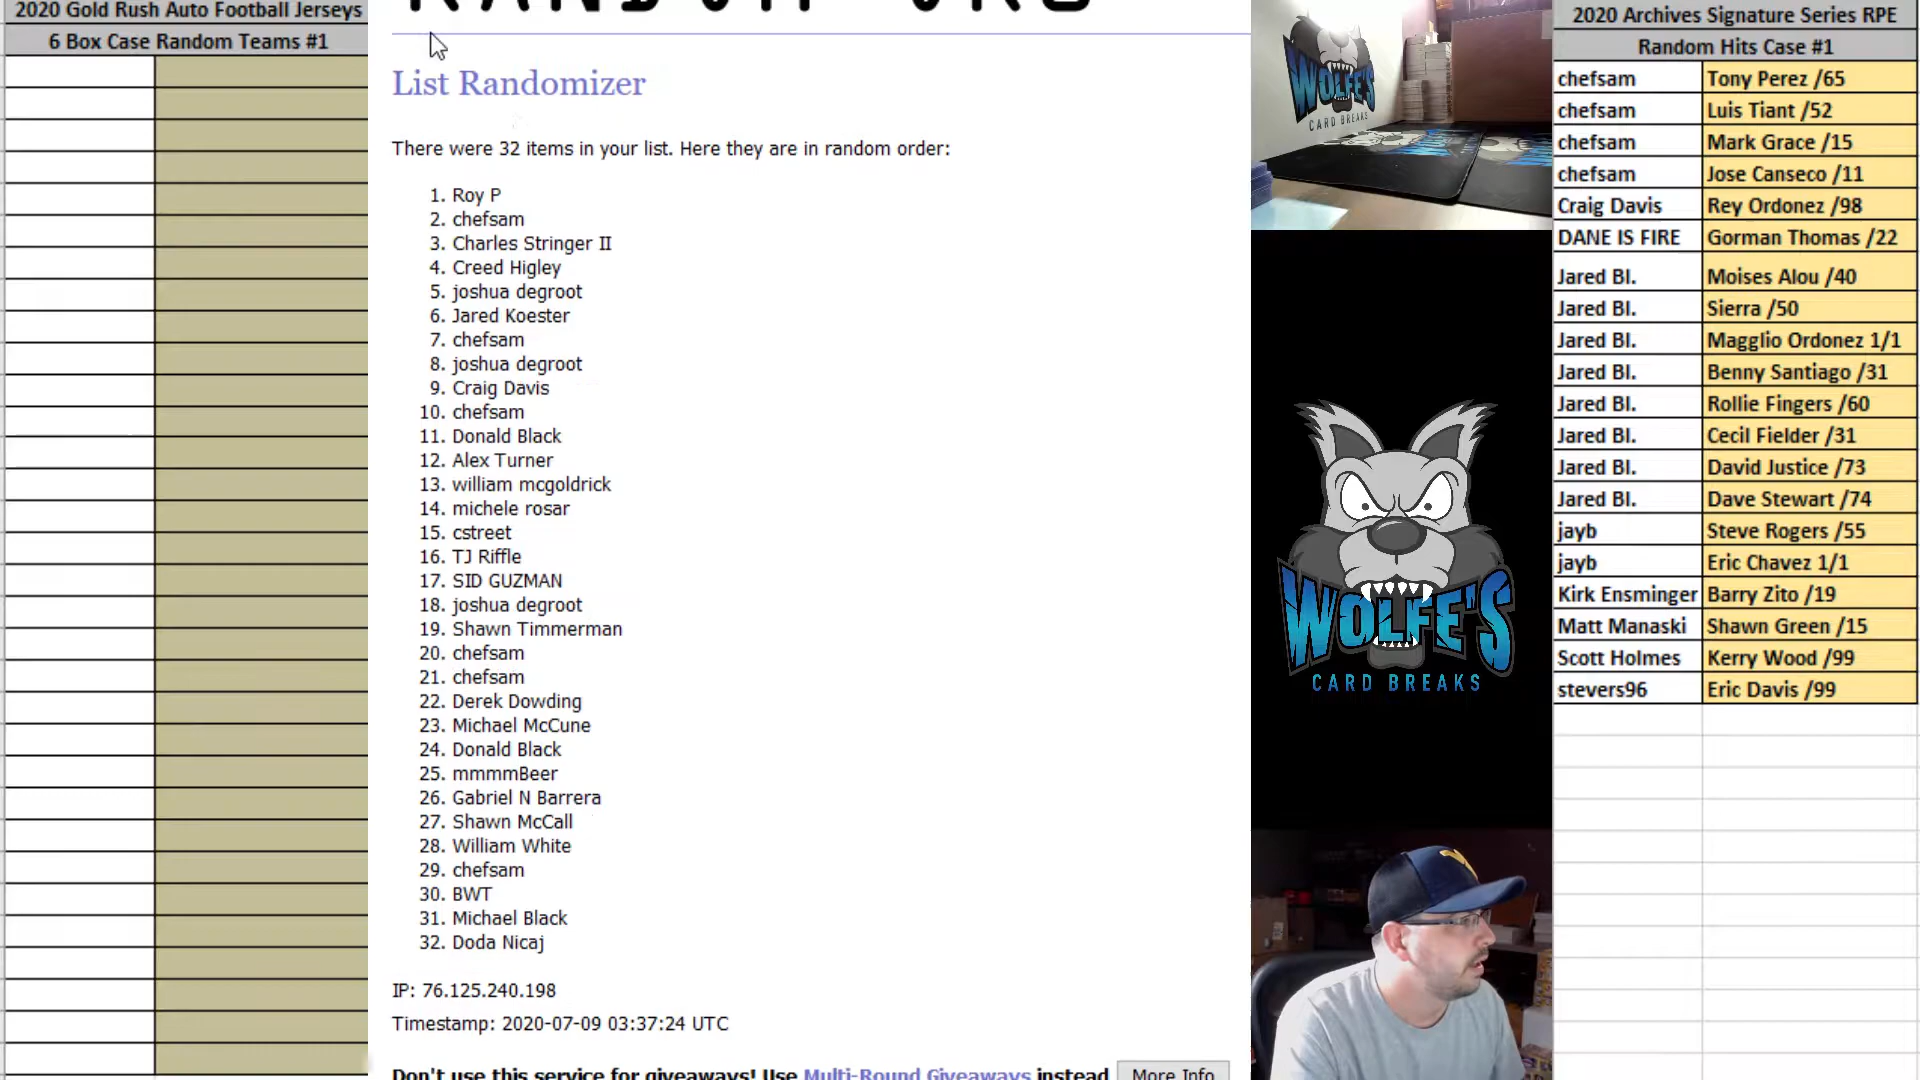 2020 Gold Rush Auto Football Jerseys
6 Box Case Random Teams #1
RANDOM ORG
List Randomizer
There were 32 items in your list. Here they are in random order:
1. Roy P
2. chefsam
3. Charles Stringer II
4. Creed Higley
5. joshua degroot
6. Jared Koester
7. chefsam
8. joshua degroot
9. Craig Davis
10. chefsam
11. Donald Black
12. Alex Turner
13. william mcgoldrick
14. michele rosar
15. cstreet
16. TJ Riffle
17. SID GUZMAN
18. joshua degroot
19. Shawn Timmerman
20. chefsam
21. chefsam
22. Derek Dowding
23. Michael McCune
24. Donald Black
25. mmmmBeer
26. Gabriel N Barrera
27. Shawn McCall
28. William White
29. chefsam
30. BWT
31. Michael Black
32. Doda Nicaj
IP: 76.125.240.198
Timestamp: 2020-07-09 03:37:24 UTC
Don't use this service for giveaways! Use Multi-Round Giveaways instead More Info
WOLFE'S
CARD BREAKS
WOLFE'S
CARD BREAKS
2020 Archives Signature Series RPE
Random Hits Case #1
chefsam Tony Perez /65
chefsam Luis Tiant /52
chefsam Mark Grace /15
chefsam Jose Canseco /11
Craig Davis Rey Ordonez /98
DANE IS FIRE Gorman Thomas /22
Jared Bl. Moises Alou /40
Jared Bl. Sierra /50
Jared Bl. Magglio Ordonez 1/1
Jared Bl. Benny Santiago /31
Jared Bl. Rollie Fingers /60
Jared Bl. Cecil Fielder /31
Jared Bl. David Justice /73
Jared Bl. Dave Stewart /74
jayb Steve Rogers /55
jayb Eric Chavez 1/1
Kirk Ensminger Barry Zito /19
Matt Manaski Shawn Green /15
Scott Holmes Kerry Wood /99
stevers96 Eric Davis /99